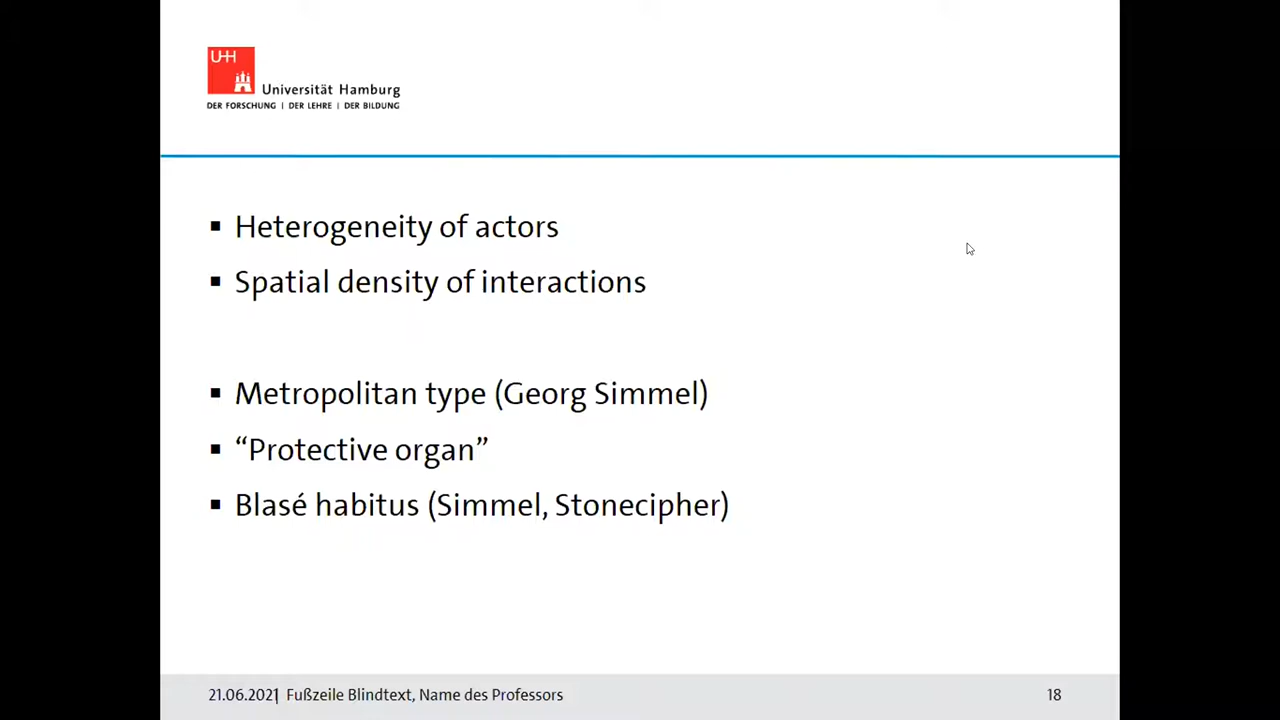 UHH
Universität Hamburg
DER FORSCHUNG | DER LEHRE | DER BILDUNG
▪ Heterogeneity of actors
▪ Spatial density of interactions
▪ Metropolitan type (Georg Simmel)
▪ “Protective organ”
▪ Blasé habitus (Simmel, Stonecipher)
21.06.2021| Fußzeile Blindtext, Name des Professors
18